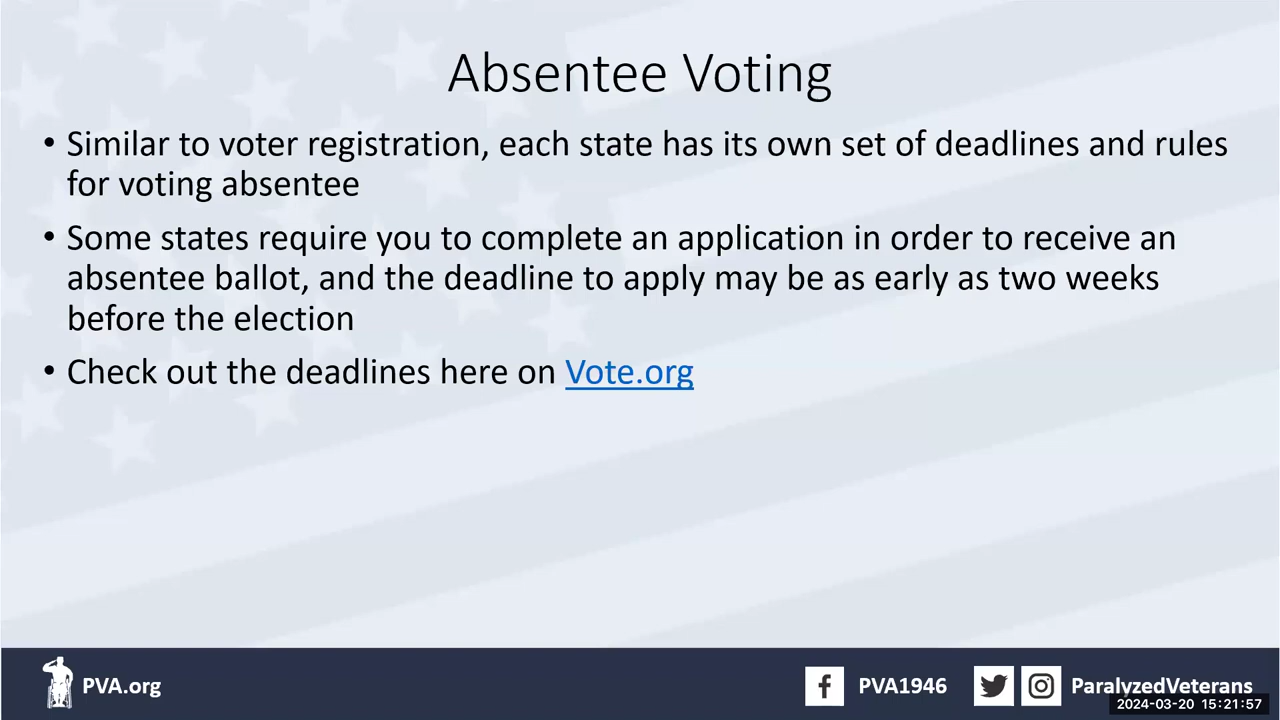 Absentee Voting
• Similar to voter registration, each state has its own set of deadlines and rules
for voting absentee
• Some states require you to complete an application in order to receive an
absentee ballot, and the deadline to apply may be as early as two weeks
before the election
• Check out the deadlines here on Vote.org
PVA.org
PVA1946
ParalyzedVeterans
2024-03-20 15:21:57